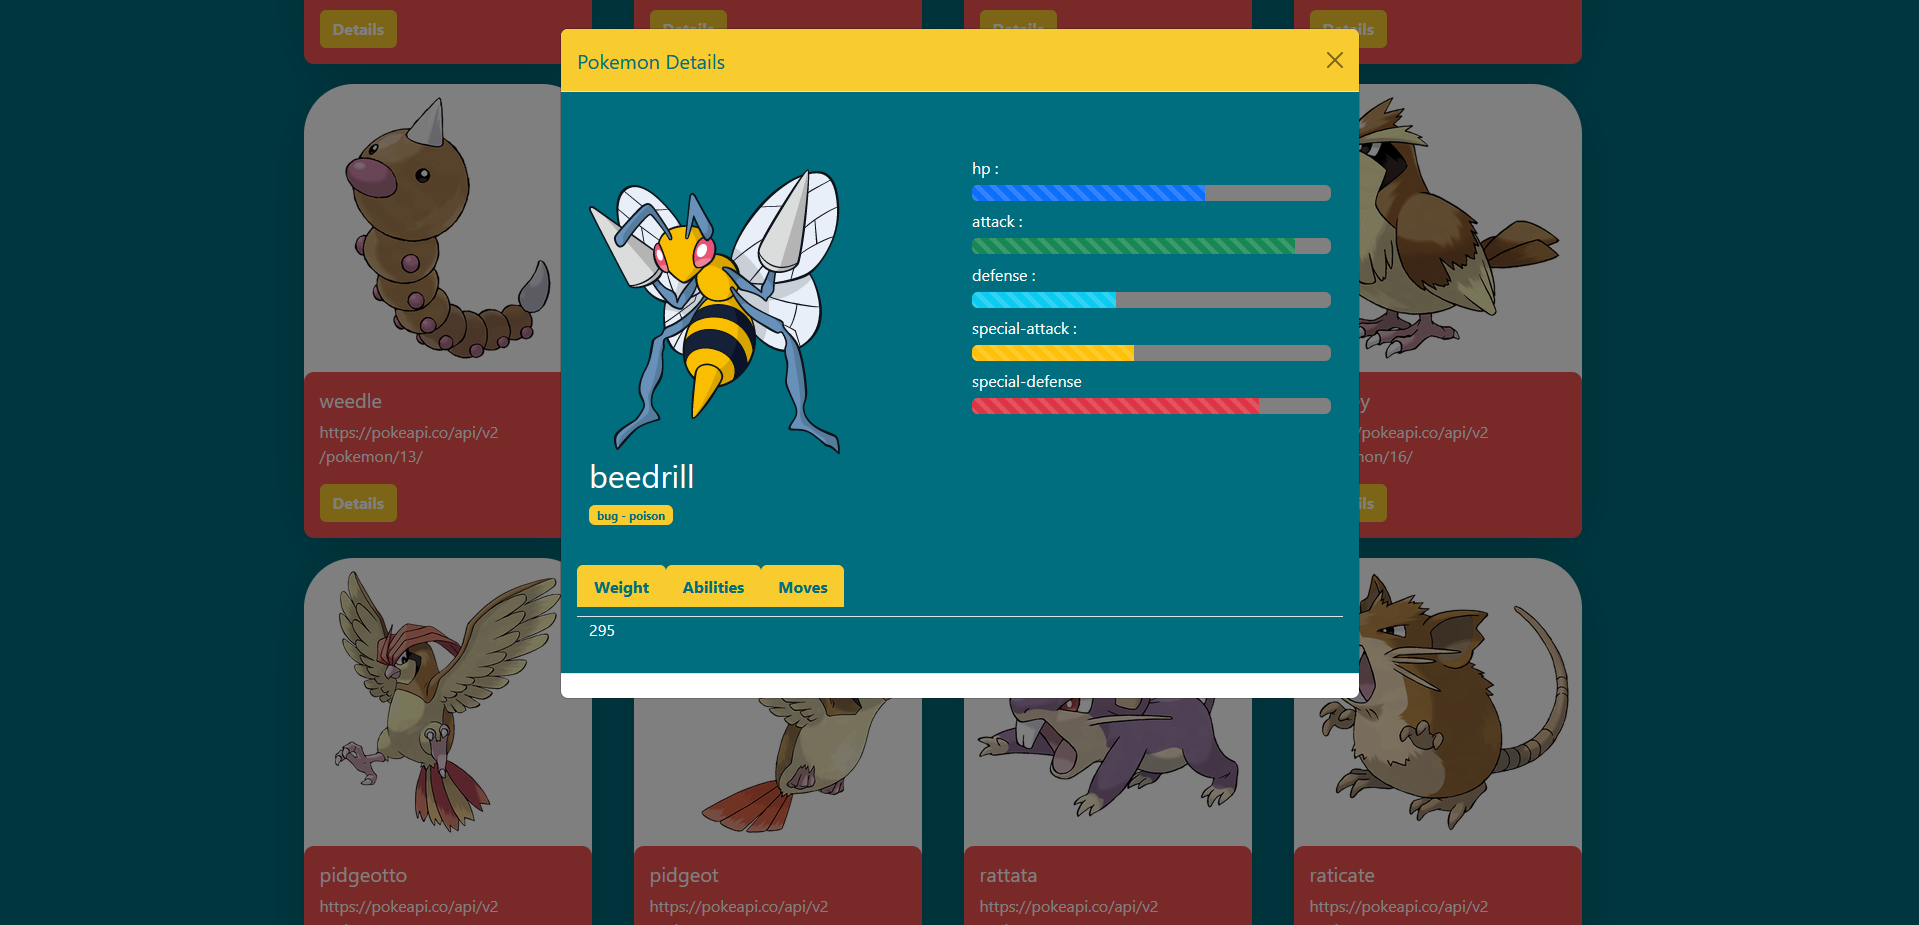 Details
Details
Details
ils
Pokemon Details
hp :
attack :
defense :
special-attack :
special-defense
beedrill
bug - poison
Weight
Abilities
Moves
295
weedle
https://pokeapi.co/api/v2
/pokemon/13/
Details
y
/pokeapi.co/api/v2
on/16/
ils
pidgeotto
https://pokeapi.co/api/v2
pidgeot
https://pokeapi.co/api/v2
rattata
https://pokeapi.co/api/v2
raticate
https://pokeapi.co/api/v2